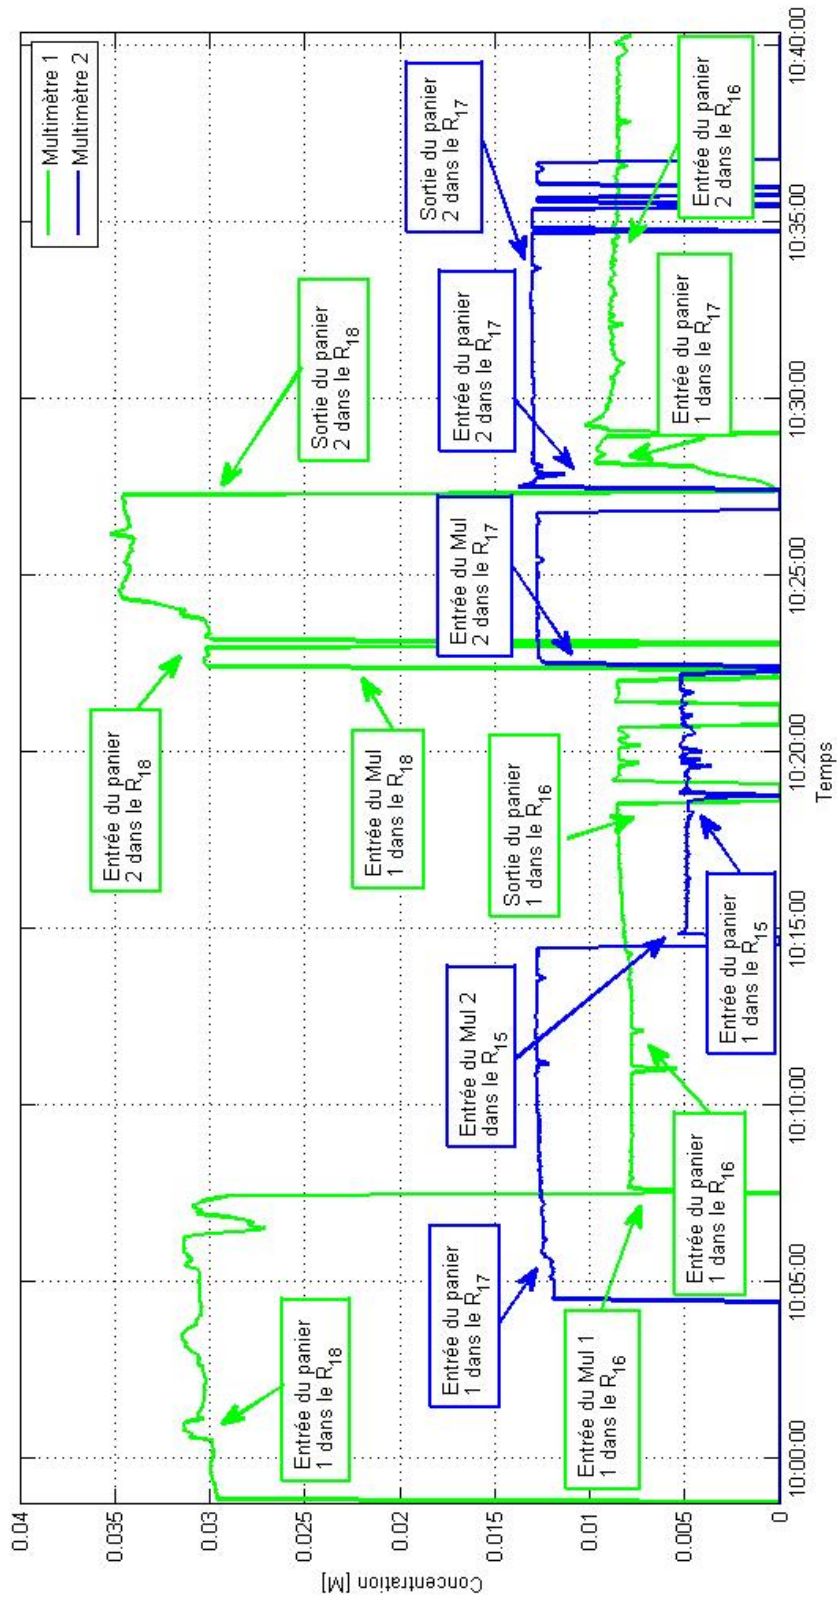 Multimètre 1
Multimètre 2
Concentration [M]
0.04
0.035
0.03
0.025
0.02
0.015
0.01
0.005
0
10:00:00
10:05:00
10:10:00
10:15:00
10:20:00
10:25:00
10:30:00
10:35:00
10:40:00
Temps
Entrée du panier
1 dans le R18
Entrée du panier
1 dans le R17
Entrée du Mul 1
dans le R16
Entrée du panier
1 dans le R16
Entrée du Mul 2
dans le R15
Entrée du panier
1 dans le R15
Sortie du panier
1 dans le R16
Entrée du Mul
1 dans le R18
Entrée du panier
2 dans le R18
Entrée du Mul
2 dans le R17
Sortie du panier
2 dans le R18
Entrée du panier
2 dans le R17
Entrée du panier
1 dans le R17
Sortie du panier
2 dans le R17
Entrée du panier
2 dans le R16